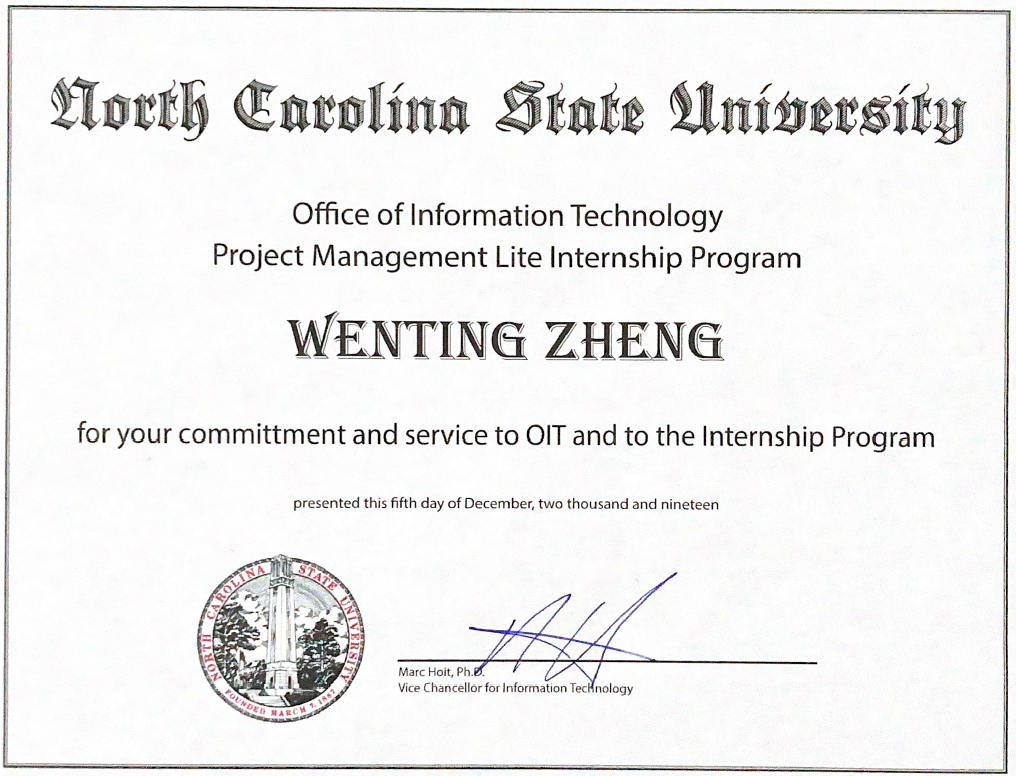 North Carolina State University
Office of Information Technology
Project Management Lite Internship Program
WENTING ZHENG
for your committment and service to OIT and to the Internship Program
presented this fifth day of December, two thousand and nineteen
NORTH CAROLINA STATE UNIVERSITY
FOUNDED MARCH 7, 1887
Marc Hoit, Ph.D.
Vice Chancellor for Information Technology